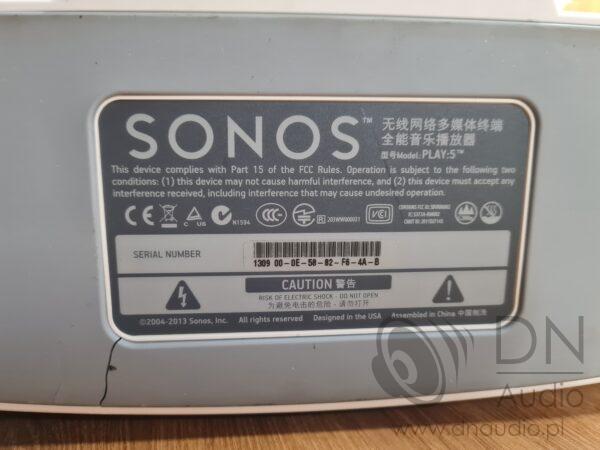 SONOS™
无线网络多媒体终端
全能音乐播放器
型号Model: PLAY:5™
This device complies with Part 15 of the FCC Rules. Operation is subject to the following two
conditions: (1) this device may not cause harmful interference, and (2) this device must accept any
interference received, including interference that may cause undesired operation.
CE N1594 CCC R 203WW000001 VCCI
SERIAL NUMBER
1309 00-0E-58-82-F6-4A-B
CAUTION 警告
RISK OF ELECTRIC SHOCK - DO NOT OPEN
为避免电击的危险 - 请勿打开
©2004-2013 Sonos, Inc. All rights reserved Designed in the USA Assembled in China 中国制造
DN
Audio
www.dnaudio.pl